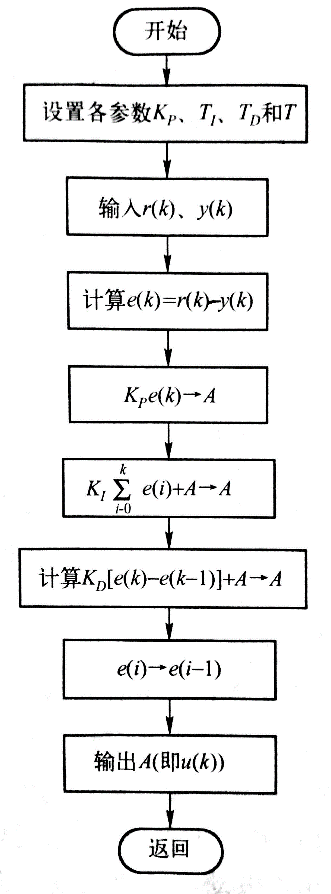 开始
设置各参数K_P、T_I、T_D和T
输入r(k)、y(k)
计算e(k)=r(k)-y(k)
K_P e(k)→A
K_I ∑_{i-0}^{k} e(i)+A→A
计算K_D[e(k)-e(k-1)]+A→A
e(i)→e(i-1)
输出A(即u(k))
返回